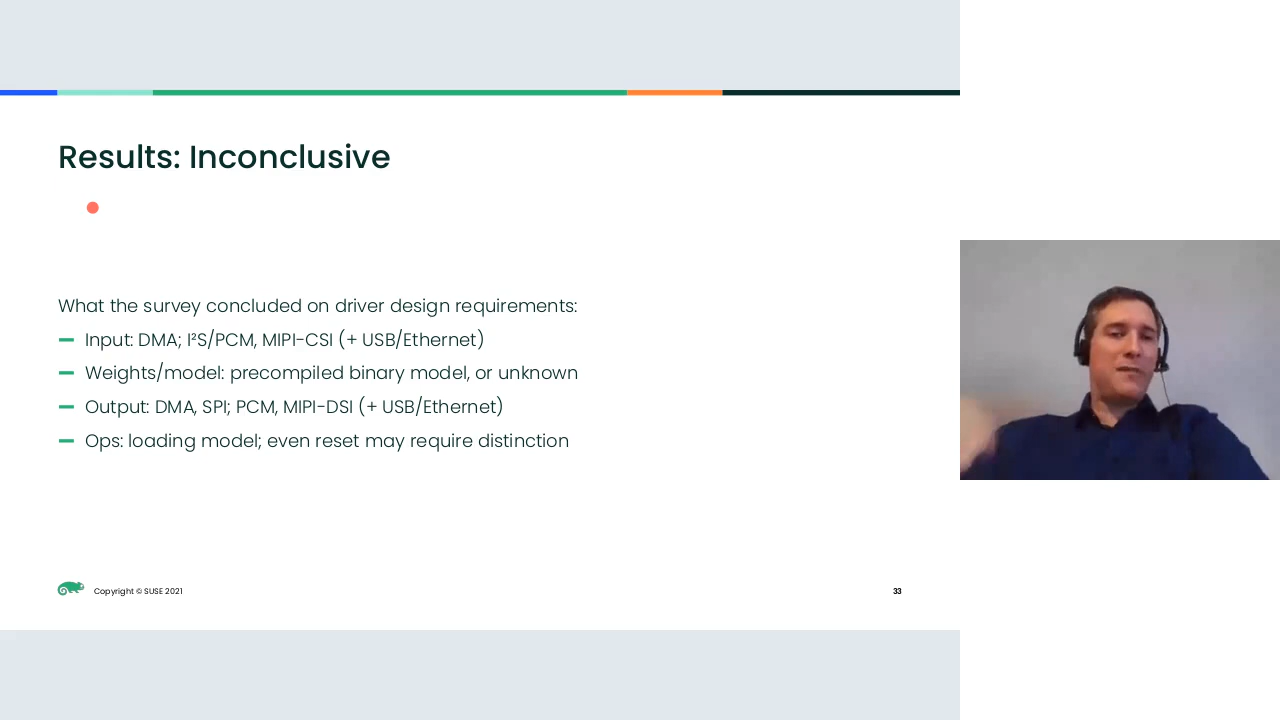 Results: Inconclusive
What the survey concluded on driver design requirements:
Input: DMA; I²S/PCM, MIPI-CSI (+ USB/Ethernet)
Weights/model: precompiled binary model, or unknown
Output: DMA, SPI; PCM, MIPI-DSI (+ USB/Ethernet)
Ops: loading model; even reset may require distinction
Copyright © SUSE 2021
33